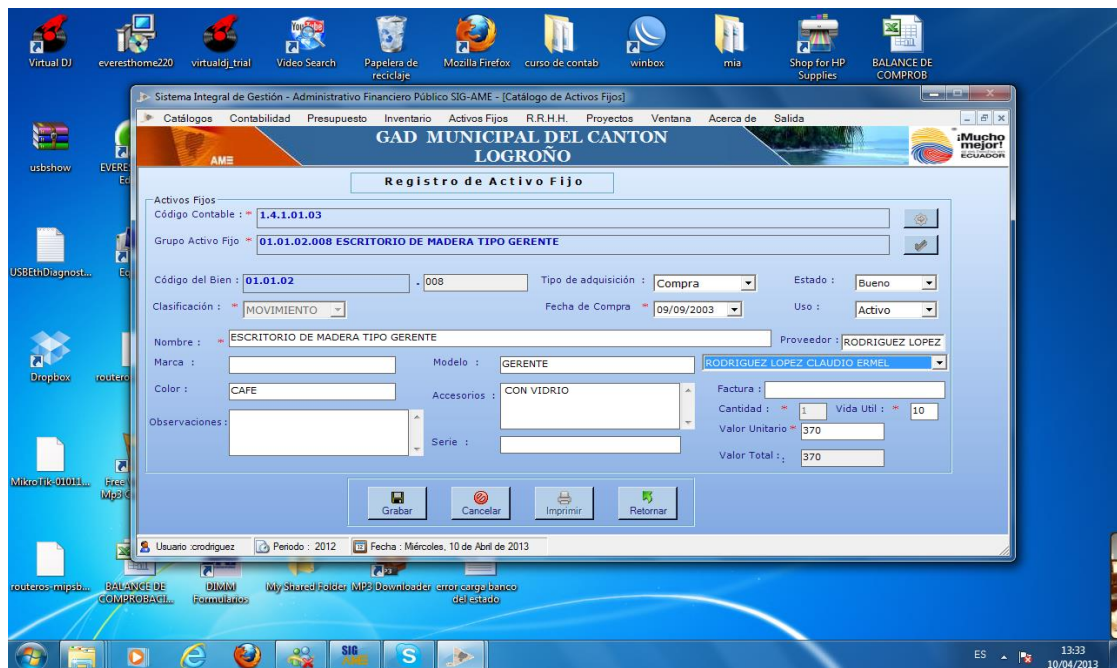 Virtual DJ
everesthome220
virtualdj_trial
Video Search
Papelera de reciclaje
Mozilla Firefox
curso de contab
winbox
mia
Shop for HP Supplies
BALANCE DE COMPROB
usbshow
USBEthDiagnost...
Dropbox
MikroTik-01011...
routeros-mipsb...
Sistema Integral de Gestión - Administrativo Financiero Público SIG-AME - [Catálogo de Activos Fijos]
Catálogos Contabilidad Presupuesto Inventario Activos Fijos R.R.H.H. Proyectos Ventana Acerca de Salida
AME
GAD MUNICIPAL DEL CANTON
LOGROÑO
¡Mucho mejor!
ECUADOR
Registro de Activo Fijo
Activos Fijos
Código Contable : * 1.4.1.01.03
Grupo Activo Fijo * 01.01.02.008 ESCRITORIO DE MADERA TIPO GERENTE
Código del Bien : 01.01.02 . 008 Tipo de adquisición : Compra Estado : Bueno
Clasificación : * MOVIMIENTO Fecha de Compra * 09/09/2003 Uso : Activo
Nombre : * ESCRITORIO DE MADERA TIPO GERENTE Proveedor : RODRIGUEZ LOPEZ
Marca : Modelo : GERENTE RODRIGUEZ LOPEZ CLAUDIO ERMEL
Color : CAFE Accesorios : CON VIDRIO Factura :
Cantidad : * 1 Vida Util : * 10
Observaciones : Valor Unitario * 370
Serie :
Valor Total : : 370
Grabar Cancelar Imprimir Retornar
Usuario :crodriguez Periodo : 2012 Fecha : Miércoles, 10 de Abril de 2013
BALANCE DE COMPROBACI...
DIMM Formularios
My Shared Folder
MP3 Downloader
error carga banco del estado
SIG
AME
ES
13:33
10/04/2013